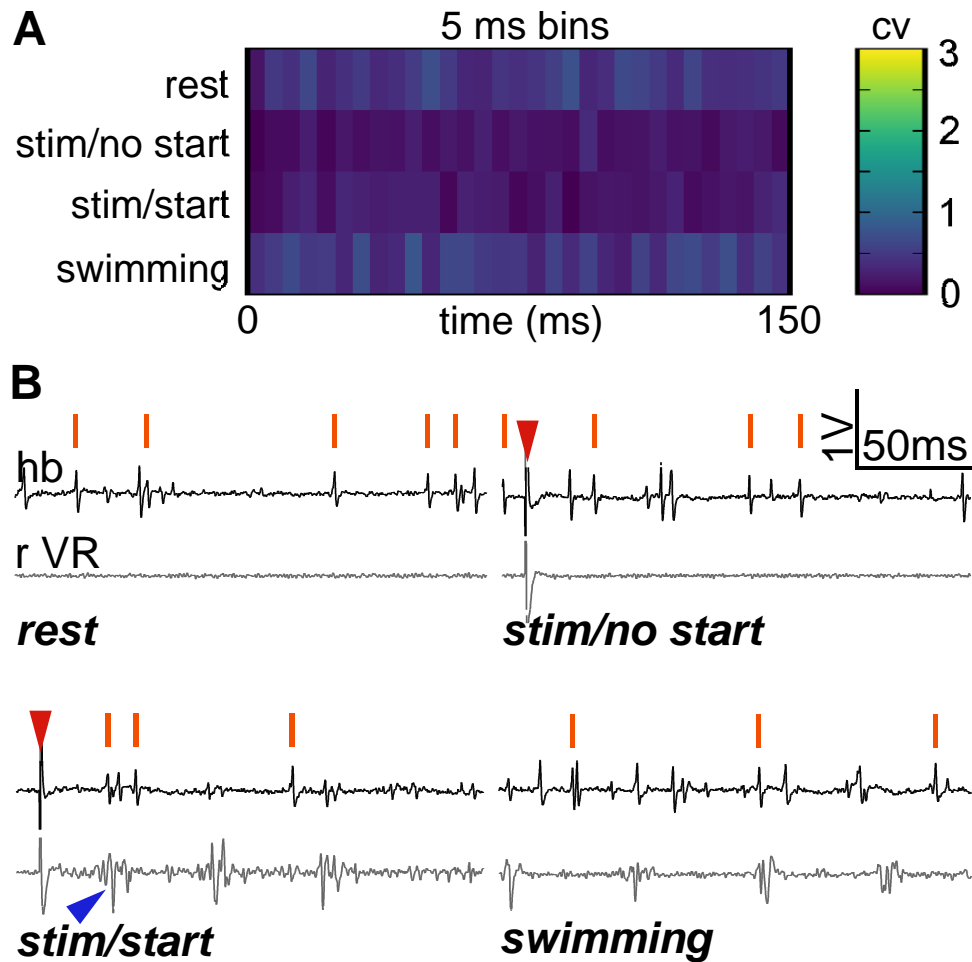 A
5 ms bins
cv
rest
stim/no start
stim/start
swimming
3
2
1
0
0
time (ms)
150
B
hb
1V
50ms
r VR
rest
stim/no start
stim/start
swimming